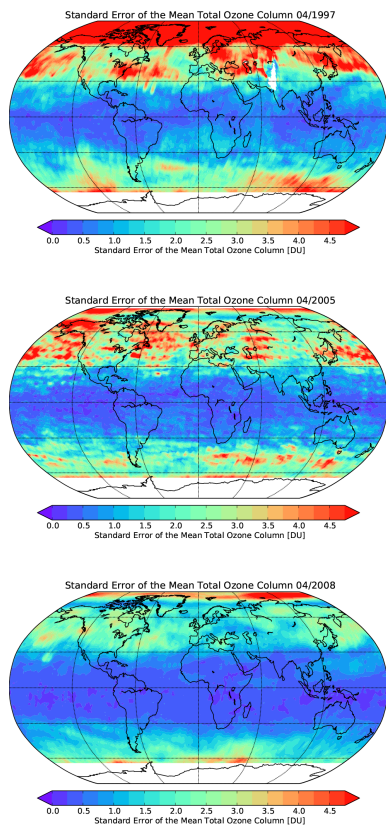 Standard Error of the Mean Total Ozone Column 04/1997
0.0 0.5 1.0 1.5 2.0 2.5 3.0 3.5 4.0 4.5
Standard Error of the Mean Total Ozone Column [DU]
Standard Error of the Mean Total Ozone Column 04/2005
0.0 0.5 1.0 1.5 2.0 2.5 3.0 3.5 4.0 4.5
Standard Error of the Mean Total Ozone Column [DU]
Standard Error of the Mean Total Ozone Column 04/2008
0.0 0.5 1.0 1.5 2.0 2.5 3.0 3.5 4.0 4.5
Standard Error of the Mean Total Ozone Column [DU]